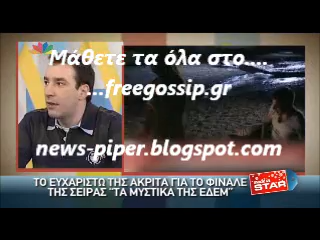 Μάθετε τα όλα στο....
...freegossip.gr
news-piper.blogspot.com
ΤΟ ΕΥΧΑΡΙΣΤΩ ΤΗΣ ΑΚΡΙΤΑ ΓΙΑ ΤΟ ΦΙΝΑΛΕ
ΤΗΣ ΣΕΙΡΑΣ "ΤΑ ΜΥΣΤΙΚΑ ΤΗΣ ΕΔΕΜ"
STAR